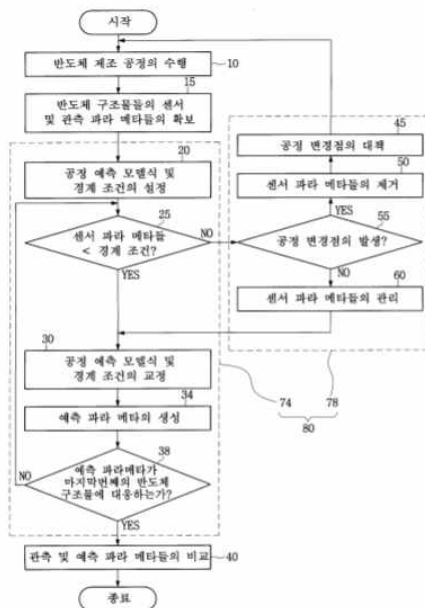 시작
반도체 제조 공정의 수행
10
15
반도체 구조물들의 센서
및 관측 파라 메타들의 확보
20
공정 예측 모델식 및
경계 조건의 설정
25
센서 파라 메타들
< 경계 조건?
NO
YES
45
공정 변경점의 대책
50
센서 파라 메타들의 제거
YES
55
공정 변경점의 발생?
NO
60
센서 파라 메타들의 관리
30
공정 예측 모델식 및
경계 조건의 교정
34
예측 파라 메타의 생성
74
78
80
38
예측 파라메타가
마지막번째의 반도체
구조물에 대응하는가?
NO
YES
관측 및 예측 파라 메타들의 비교
40
종료